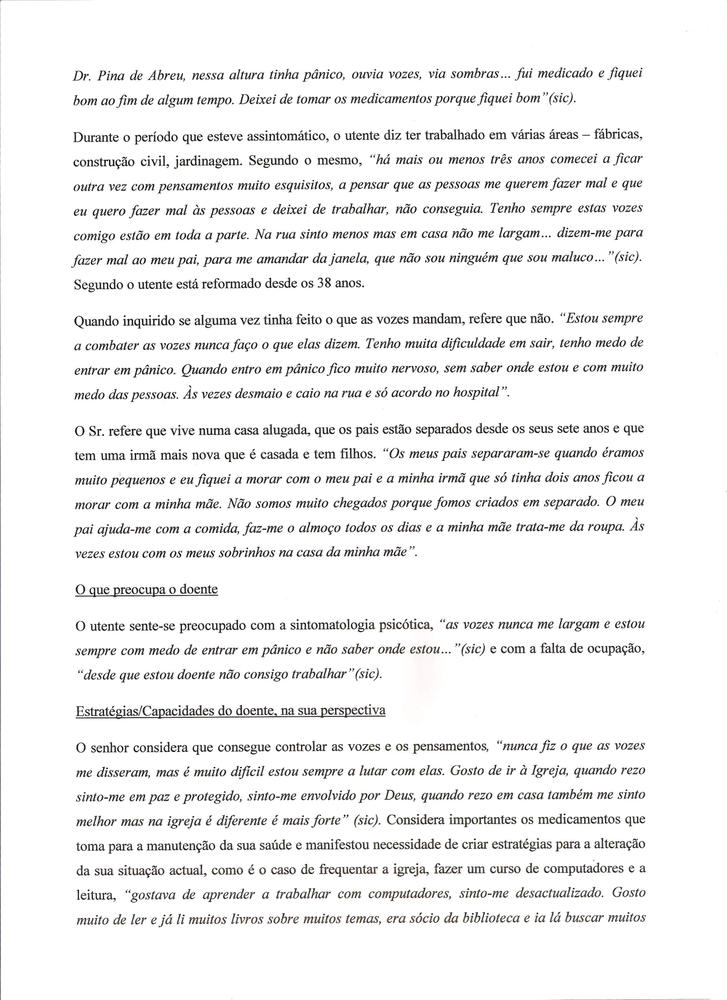 Dr. Pina de Abreu, nessa altura tinha pânico, ouvia vozes, via sombras... fui medicado e fiquei
bom ao fim de algum tempo. Deixei de tomar os medicamentos porque fiquei bom”(sic).
Durante o período que esteve assintomático, o utente diz ter trabalhado em várias áreas – fábricas,
construção civil, jardinagem. Segundo o mesmo, “há mais ou menos três anos comecei a ficar
outra vez com pensamentos muito esquisitos, a pensar que as pessoas me querem fazer mal e que
eu quero fazer mal às pessoas e deixei de trabalhar, não conseguia. Tenho sempre estas vozes
comigo estão em toda a parte. Na rua sinto menos mas em casa não me largam... dizem-me para
fazer mal ao meu pai, para me amandar da janela, que não sou ninguém que sou maluco...”(sic).
Segundo o utente está reformado desde os 38 anos.
Quando inquirido se alguma vez tinha feito o que as vozes mandam, refere que não. “Estou sempre
a combater as vozes nunca faço o que elas dizem. Tenho muita dificuldade em sair, tenho medo de
entrar em pânico. Quando entro em pânico fico muito nervoso, sem saber onde estou e com muito
medo das pessoas. Às vezes desmaio e caio na rua e só acordo no hospital”.
O Sr. refere que vive numa casa alugada, que os pais estão separados desde os seus sete anos e que
tem uma irmã mais nova que é casada e tem filhos. “Os meus pais separaram-se quando éramos
muito pequenos e eu fiquei a morar com o meu pai e a minha irmã que só tinha dois anos ficou a
morar com a minha mãe. Não somos muito chegados porque fomos criados em separado. O meu
pai ajuda-me com a comida, faz-me o almoço todos os dias e a minha mãe trata-me da roupa. Às
vezes estou com os meus sobrinhos na casa da minha mãe”.
O que preocupa o doente
O utente sente-se preocupado com a sintomatologia psicótica, “as vozes nunca me largam e estou
sempre com medo de entrar em pânico e não saber onde estou...”(sic) e com a falta de ocupação,
“desde que estou doente não consigo trabalhar”(sic).
Estratégias/Capacidades do doente, na sua perspectiva
O senhor considera que consegue controlar as vozes e os pensamentos, “nunca fiz o que as vozes
me disseram, mas é muito difícil estou sempre a lutar com elas. Gosto de ir à Igreja, quando rezo
sinto-me em paz e protegido, sinto-me envolvido por Deus, quando rezo em casa também me sinto
melhor mas na igreja é diferente é mais forte” (sic). Considera importantes os medicamentos que
toma para a manutenção da sua saúde e manifestou necessidade de criar estratégias para a alteração
da sua situação actual, como é o caso de frequentar a igreja, fazer um curso de computadores e a
leitura, “gostava de aprender a trabalhar com computadores, sinto-me desactualizado. Gosto
muito de ler e já li muitos livros sobre muitos temas, era sócio da biblioteca e ia lá buscar muitos